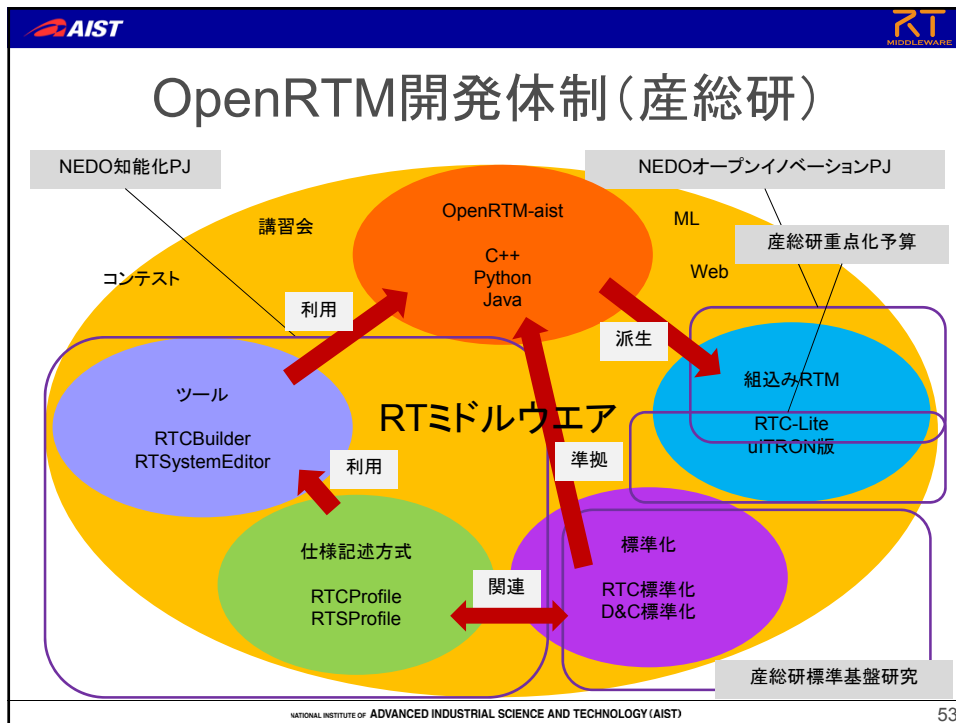 AIST
RT
MIDDLEWARE
OpenRTM開発体制（産総研）
NEDO知能化PJ
NEDOオープンイノベーションPJ
講習会
OpenRTM-aist
ML
産総研重点化予算
コンテスト
C++
Python
Java
Web
利用
派生
ツール
組込みRTM
RTミドルウエア
RTC-Lite
uITRON版
RTCBuilder
RTSystemEditor
利用
準拠
仕様記述方式
標準化
関連
RTCProfile
RTSProfile
RTC標準化
D&C標準化
産総研標準基盤研究
NATIONAL INSTITUTE OF ADVANCED INDUSTRIAL SCIENCE AND TECHNOLOGY (AIST)
53